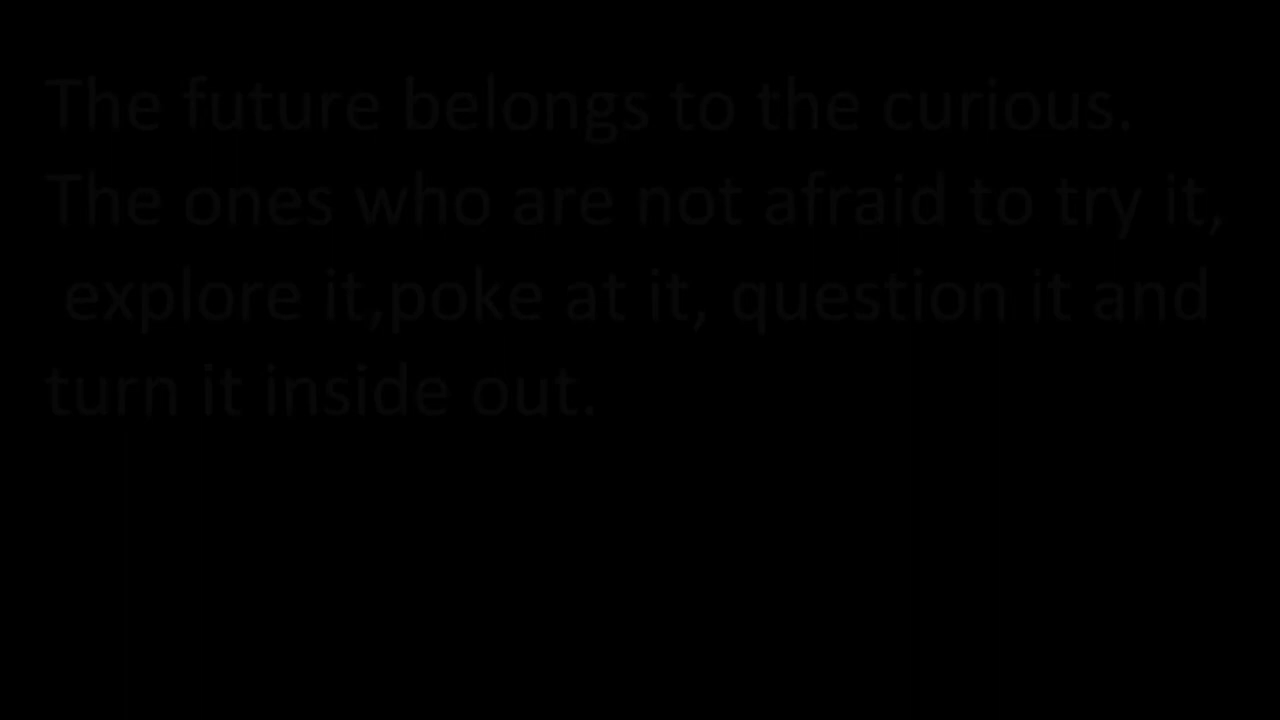 The future belongs to the curious.
The ones who are not afraid to try it,
explore it,poke at it, question it and
turn it inside out.